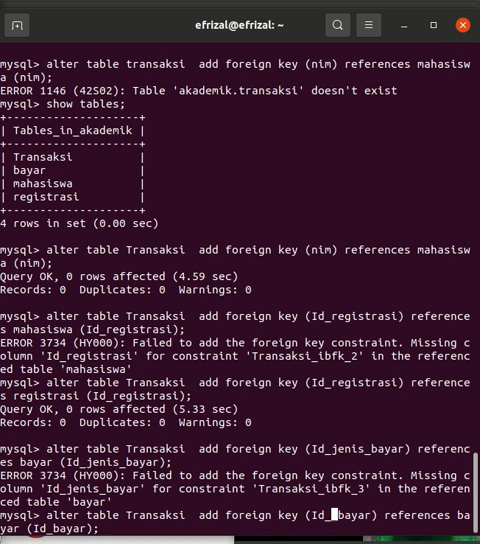 efrizal@efrizal: ~
mysql> alter table transaksi  add foreign key (nim) references mahasisw
a (nim);
ERROR 1146 (42S02): Table 'akademik.transaksi' doesn't exist
mysql> show tables;
+--------------------+
| Tables_in_akademik |
+--------------------+
| Transaksi          |
| bayar              |
| mahasiswa          |
| registrasi         |
+--------------------+
4 rows in set (0.00 sec)
mysql> alter table Transaksi  add foreign key (nim) references mahasisw
a (nim);
Query OK, 0 rows affected (4.59 sec)
Records: 0  Duplicates: 0  Warnings: 0
mysql> alter table Transaksi  add foreign key (Id_registrasi) reference
s mahasiswa (Id_registrasi);
ERROR 3734 (HY000): Failed to add the foreign key constraint. Missing c
olumn 'Id_registrasi' for constraint 'Transaksi_ibfk_2' in the referenc
ed table 'mahasiswa'
mysql> alter table Transaksi  add foreign key (Id_registrasi) reference
s registrasi (Id_registrasi);
Query OK, 0 rows affected (5.33 sec)
Records: 0  Duplicates: 0  Warnings: 0
mysql> alter table Transaksi  add foreign key (Id_jenis_bayar) referenc
es bayar (Id_jenis_bayar);
ERROR 3734 (HY000): Failed to add the foreign key constraint. Missing c
olumn 'Id_jenis_bayar' for constraint 'Transaksi_ibfk_3' in the referen
ced table 'bayar'
mysql> alter table Transaksi  add foreign key (Id_bayar) references ba
yar (Id_bayar);